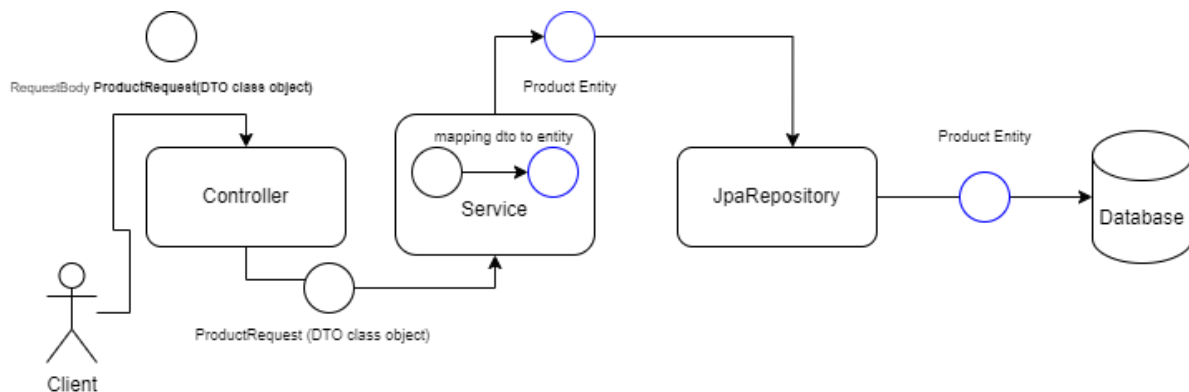 RequestBody ProductRequest(DTO class object)
Product Entity
mapping dto to entity
Product Entity
Controller
Service
JpaRepository
Database
ProductRequest (DTO class object)
Client